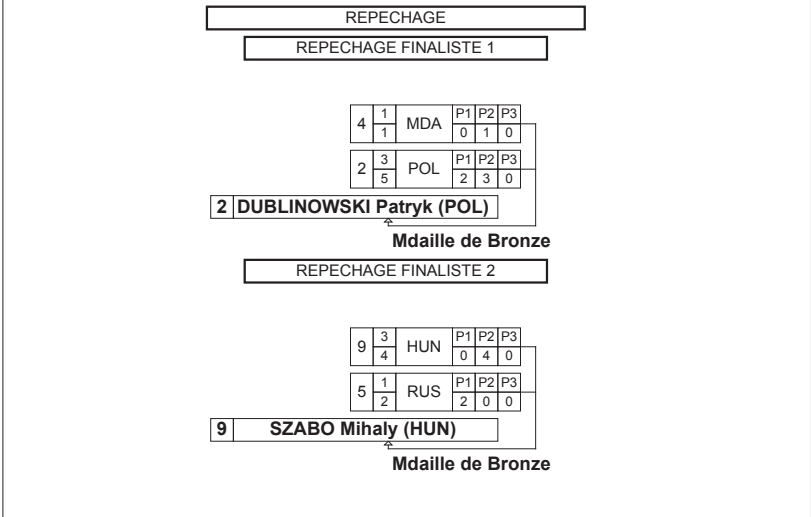 REPECHAGE
REPECHAGE FINALISTE 1
4 1 MDA P1 P2 P3
1 0 1 0
2 3 POL P1 P2 P3
5 2 3 0
2 DUBLINOWSKI Patryk (POL)
Mdaille de Bronze
REPECHAGE FINALISTE 2
9 3 HUN P1 P2 P3
4 0 4 0
5 1 RUS P1 P2 P3
2 2 0 0
9 SZABO Mihaly (HUN)
Mdaille de Bronze